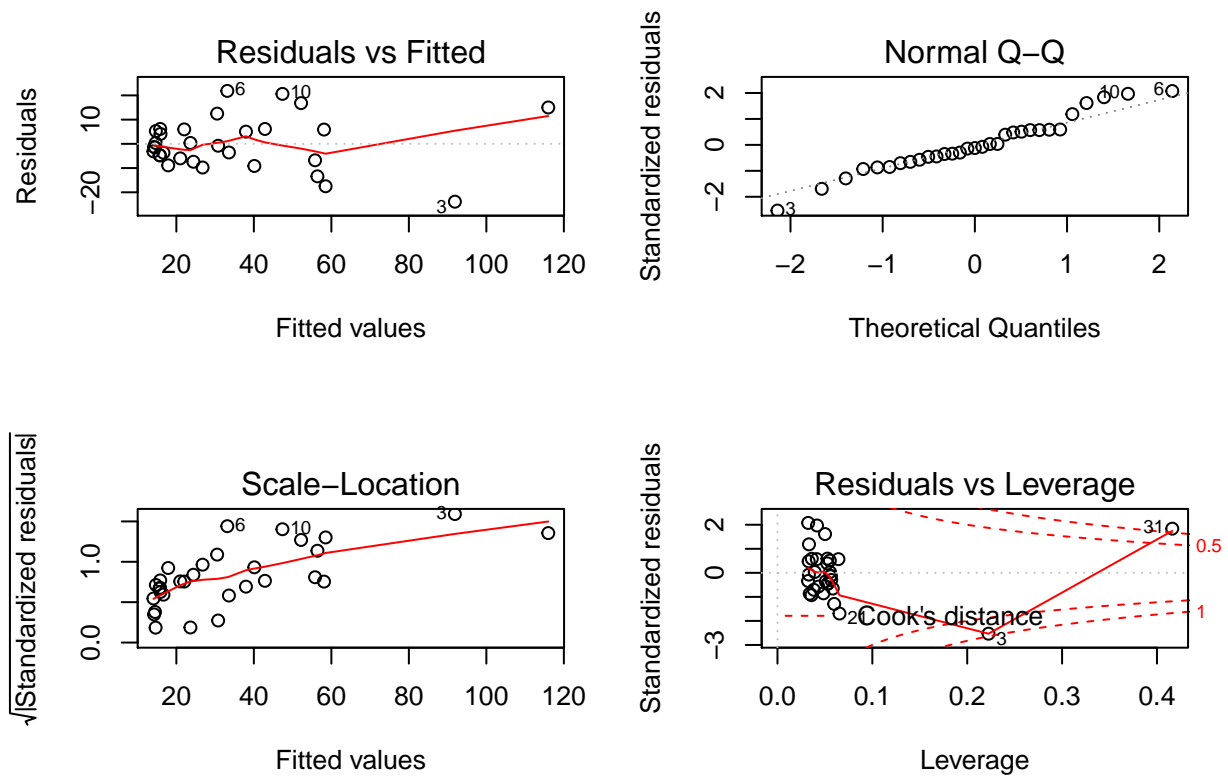 Residuals vs Fitted
Residuals
10
−20
6
10
3
20 40 60 80 100 120
Fitted values
Normal Q−Q
Standardized residuals
2
0
−2
10
6
3
−2 −1 0 1 2
Theoretical Quantiles
Scale−Location
√|Standardized residuals|
1.0
0.0
6
10
3
20 40 60 80 100 120
Fitted values
Residuals vs Leverage
Standardized residuals
2
0
−3
31
0.5
1
21
Cook's distance
3
0.0 0.1 0.2 0.3 0.4
Leverage